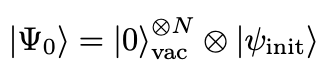 |Ψ₀⟩ = |0⟩_vac^{⊗N} ⊗ |ψ_init⟩